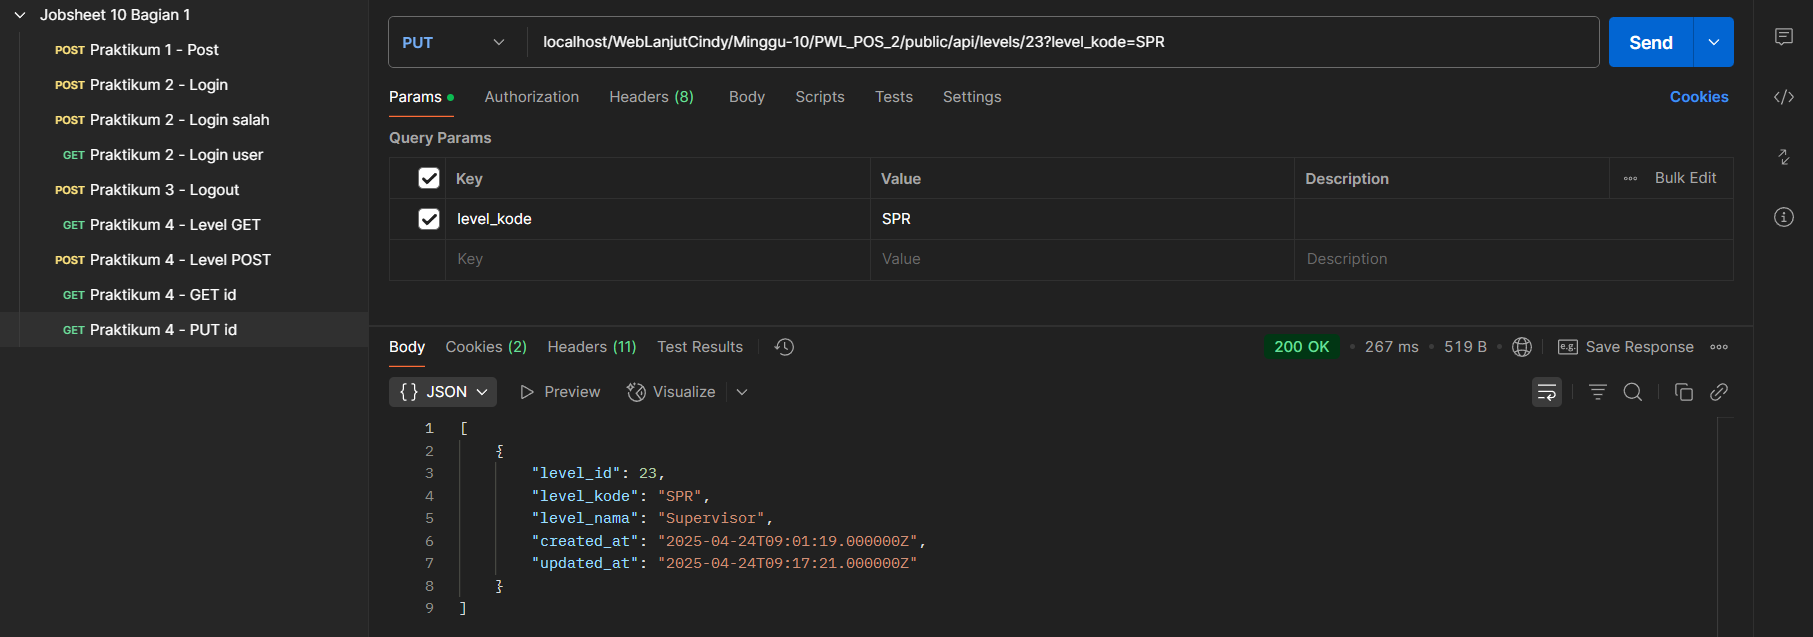 Jobsheet 10 Bagian 1
POST Praktikum 1 - Post
POST Praktikum 2 - Login
POST Praktikum 2 - Login salah
GET Praktikum 2 - Login user
POST Praktikum 3 - Logout
GET Praktikum 4 - Level GET
POST Praktikum 4 - Level POST
GET Praktikum 4 - GET id
GET Praktikum 4 - PUT id
PUT localhost/WebLanjutCindy/Minggu-10/PWL_POS_2/public/api/levels/23?level_kode=SPR Send
Params Authorization Headers (8) Body Scripts Tests Settings Cookies
Query Params
Key Value Description Bulk Edit
level_kode SPR
Key Value Description
Body Cookies (2) Headers (11) Test Results 200 OK 267 ms 519 B e.g. Save Response
{} JSON Preview Visualize
1 [
2 {
3 "level_id": 23,
4 "level_kode": "SPR",
5 "level_nama": "Supervisor",
6 "created_at": "2025-04-24T09:01:19.000000Z",
7 "updated_at": "2025-04-24T09:17:21.000000Z"
8 }
9 ]